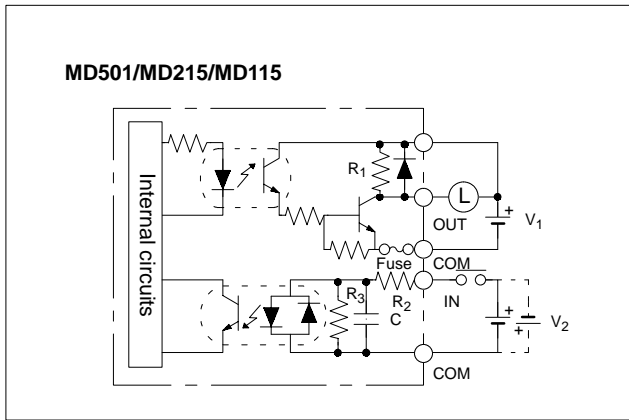 MD501/MD215/MD115
Internal circuits
R1
L
OUT
+
V1
COM
Fuse
R3
C
R2
IN
+
+
V2
COM